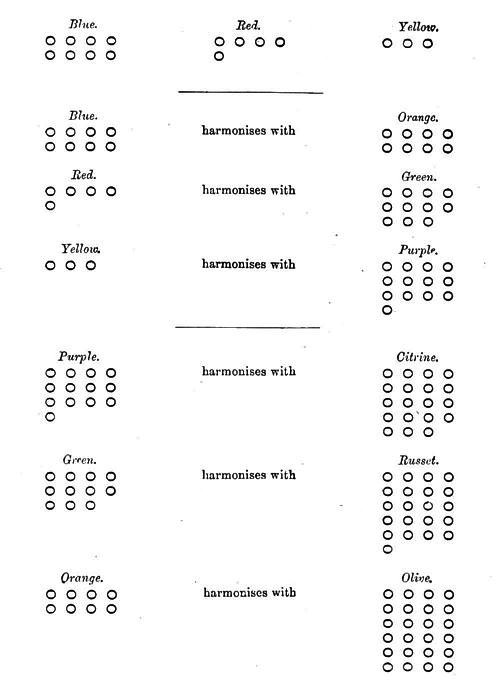 Blue. Red. Yellow.
Blue. harmonises with Orange.
Red. harmonises with Green.
Yellow. harmonises with Purple.
Purple. harmonises with Citrine.
Green. harmonises with Russet.
Orange. harmonises with Olive.